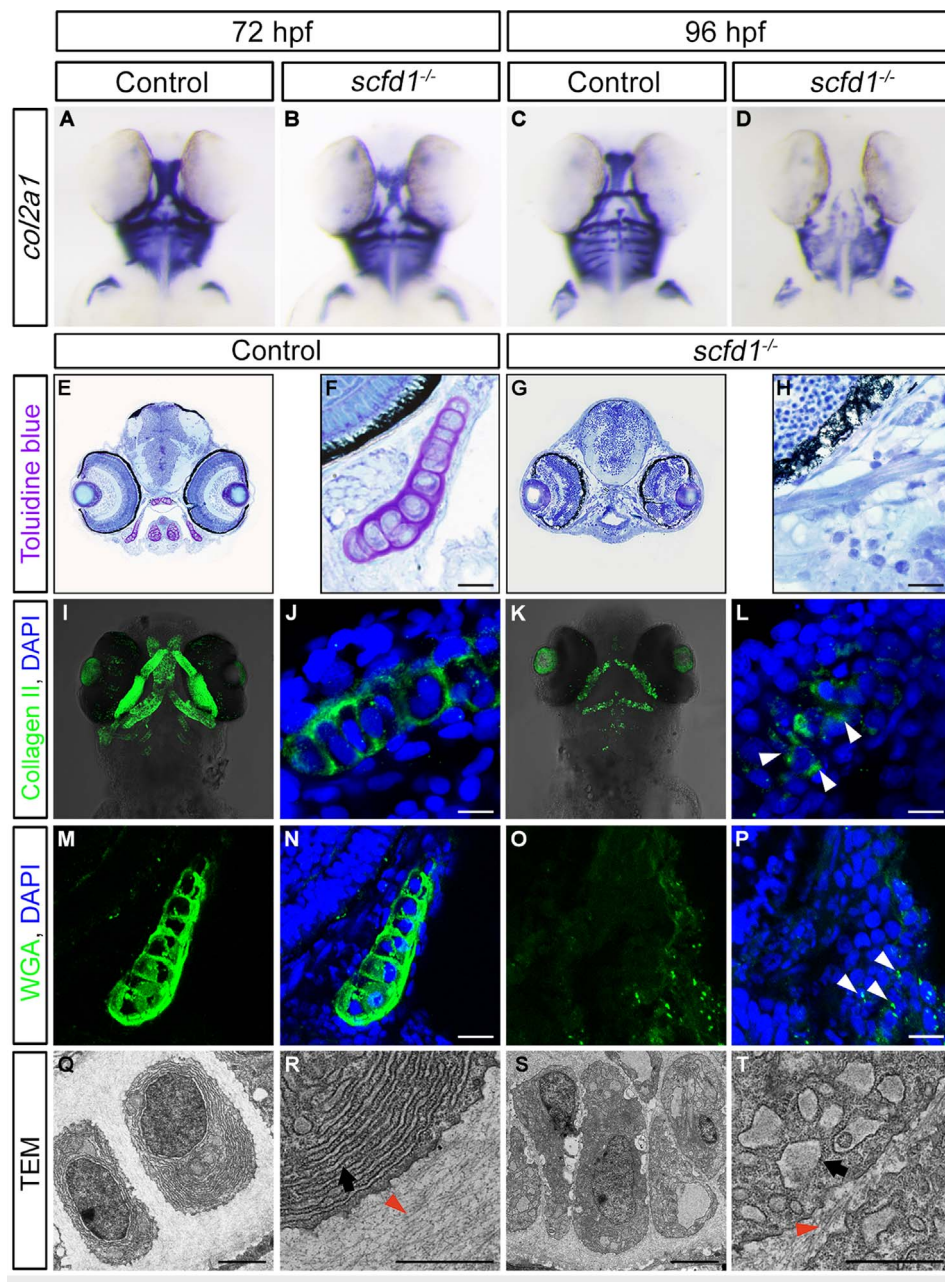 72 hpf
96 hpf
Control
scfd1-/-
Control
scfd1-/-
col2a1
A
B
C
D
Control
scfd1-/-
Toluidine blue
E
F
G
H
Collagen II, DAPI
I
J
K
L
WGA, DAPI
M
N
O
P
TEM
Q
R
S
T